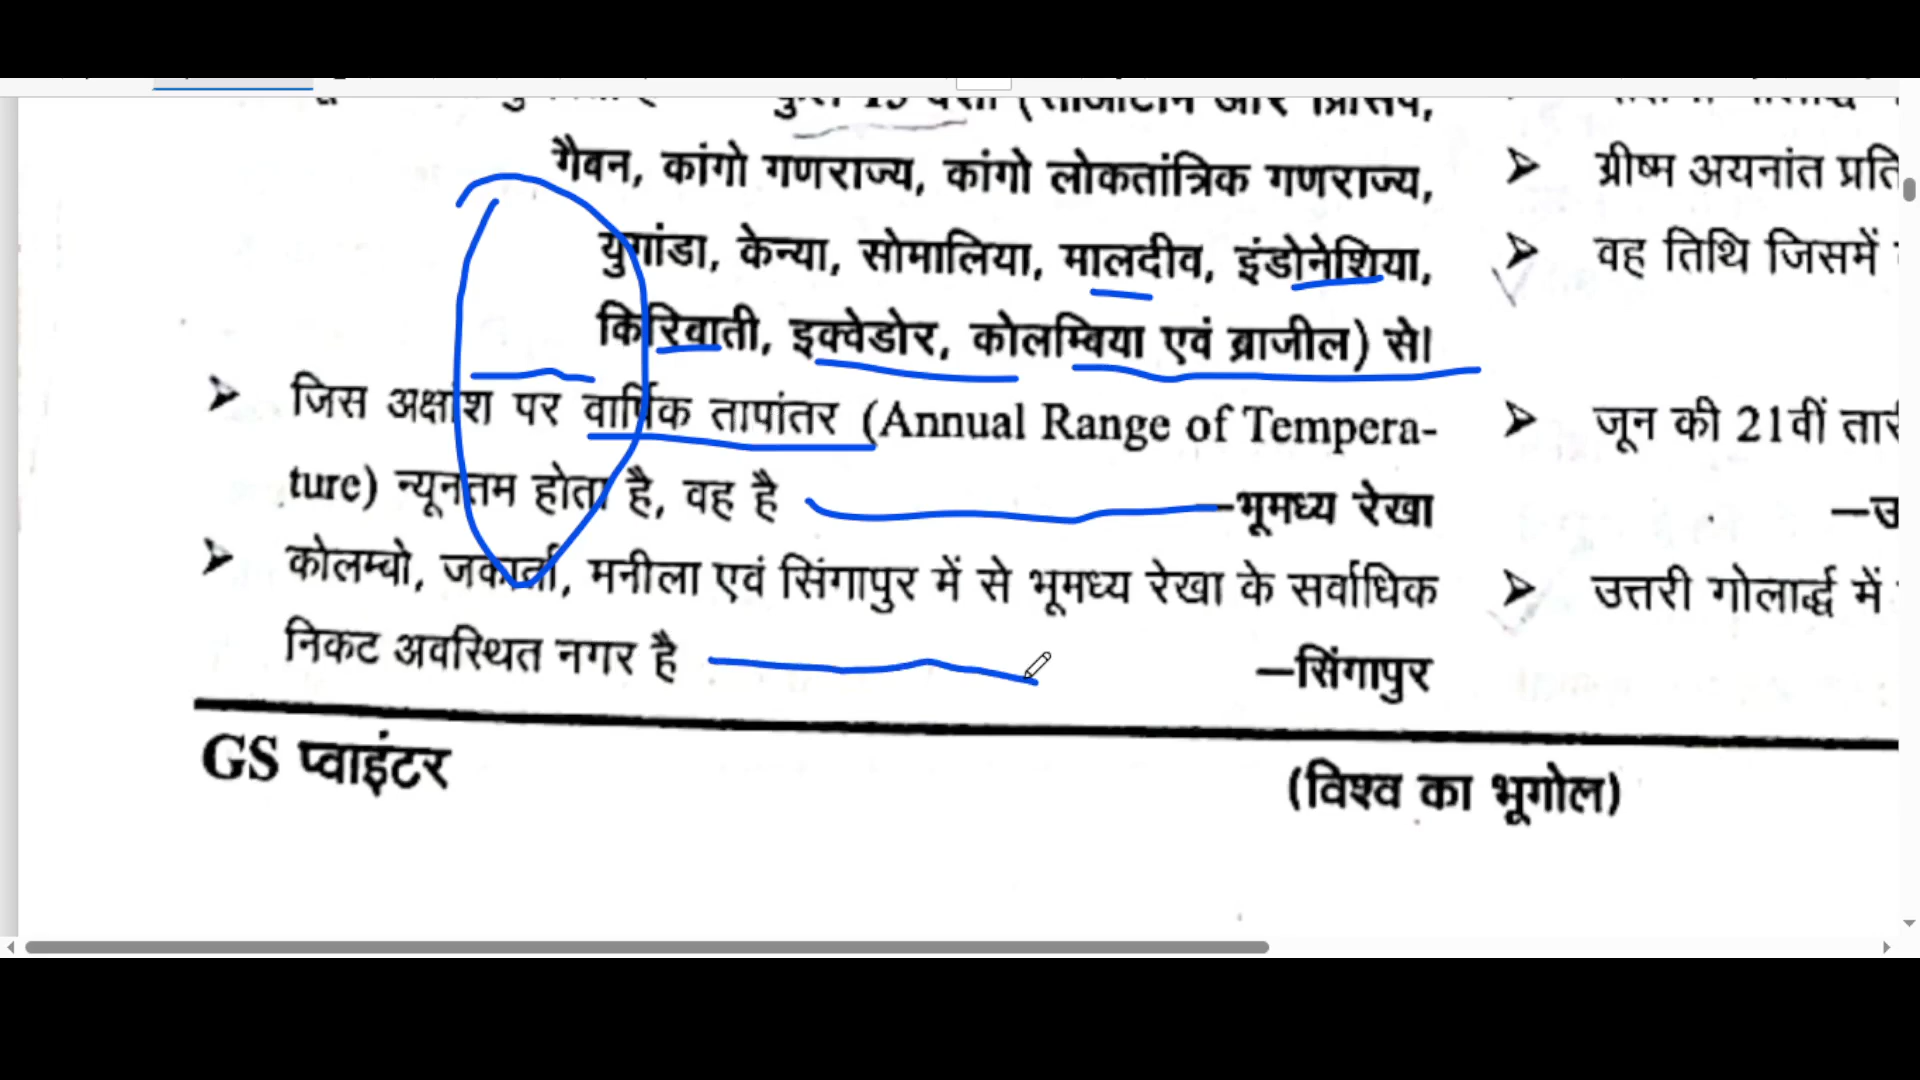 गैबन, कांगो गणराज्य, कांगो लोकतांत्रिक गणराज्य,
युगांडा, केन्या, सोमालिया, मालदीव, इंडोनेशिया,
किरिबाती, इक्वेडोर, कोलम्बिया एवं ब्राजील) से।
➤ जिस अक्षांश पर वार्षिक तापांतर (Annual Range of Tempera-
ture) न्यूनतम होता है, वह है –भूमध्य रेखा
➤ कोलम्बो, जकार्ता, मनीला एवं सिंगापुर में से भूमध्य रेखा के सर्वाधिक
निकट अवस्थित नगर है –सिंगापुर
➤ ग्रीष्म अयनांत
➤ वह तिथि जिसमें
➤ जून की 21वीं
➤ उत्तरी गोलार्द्ध में
GS प्वाइंटर
(विश्व का भूगोल)